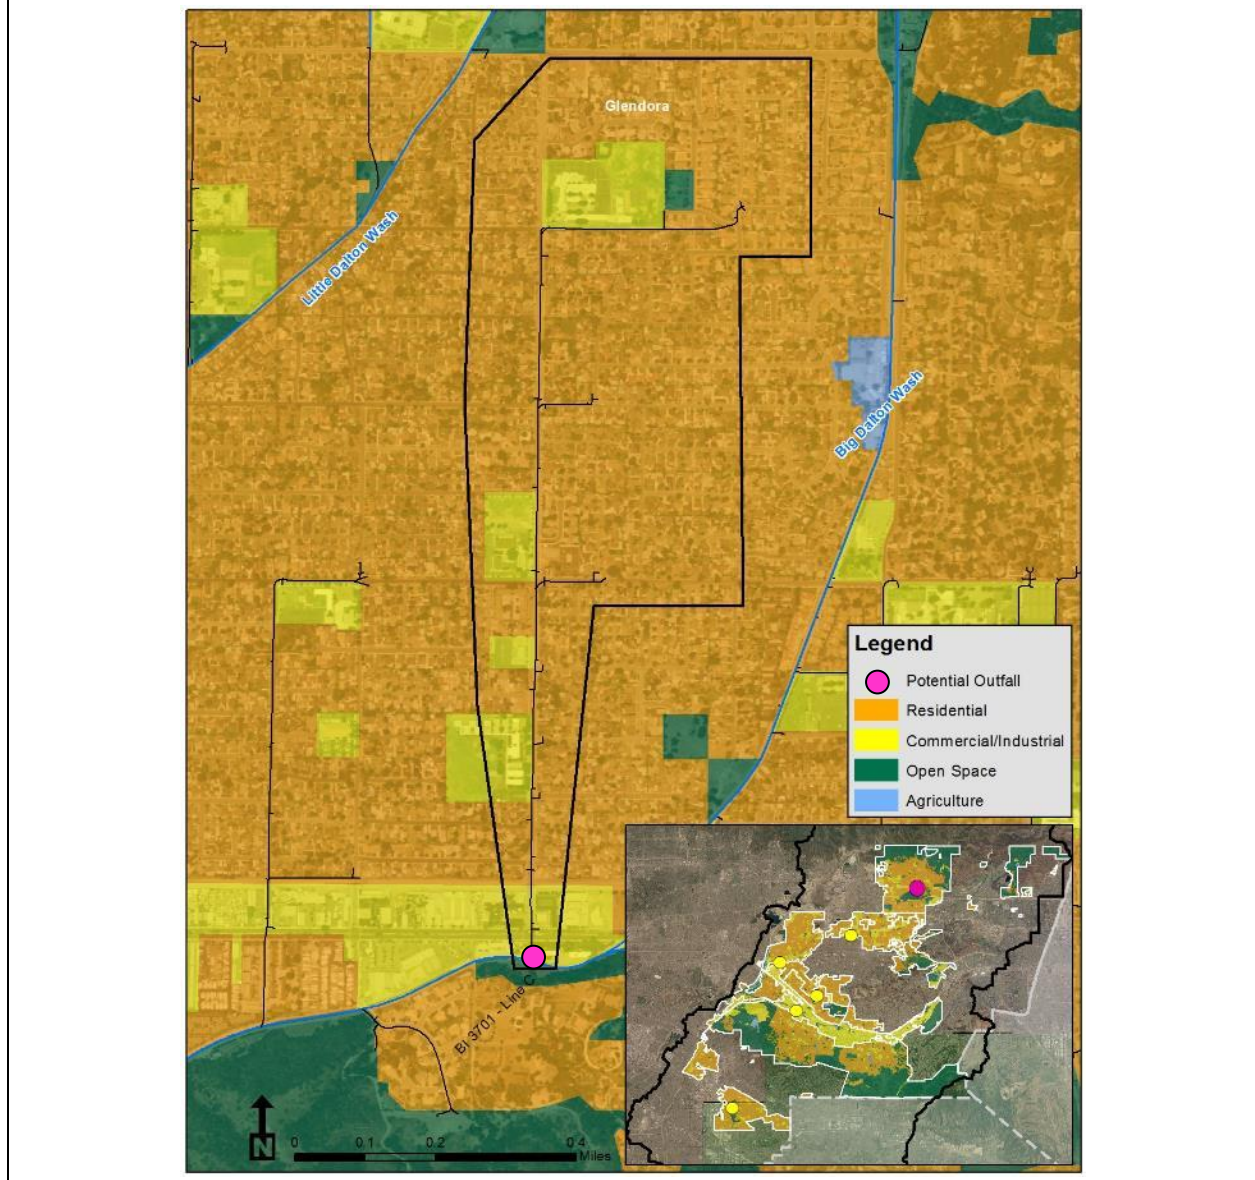 Glendora
Little Dalton Wash
Big Dalton Wash
Legend
Potential Outfall
Residential
Commercial/Industrial
Open Space
Agriculture
BI 3701 - Line C
N
0 0.1 0.2 0.4
Miles